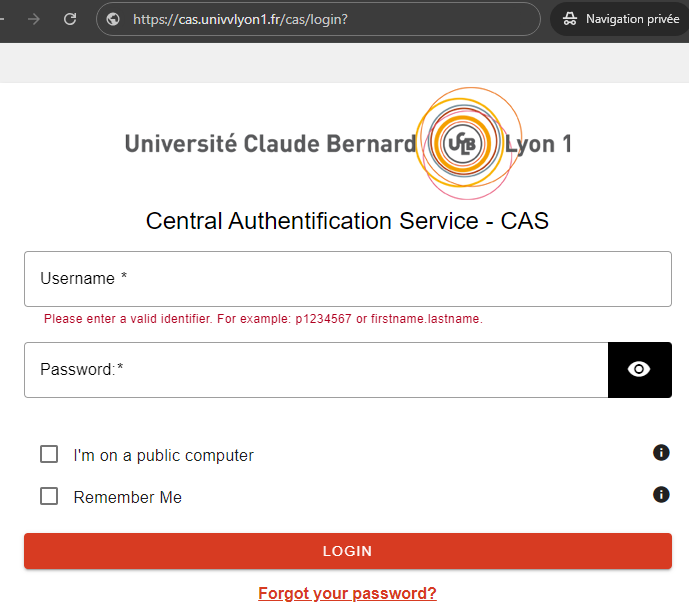 https://cas.univvlyon1.fr/cas/login?
Navigation privée
Université Claude Bernard UCLB Lyon 1
Central Authentification Service - CAS
Username *
Please enter a valid identifier. For example: p1234567 or firstname.lastname.
Password:*
I'm on a public computer
Remember Me
LOGIN
Forgot your password?